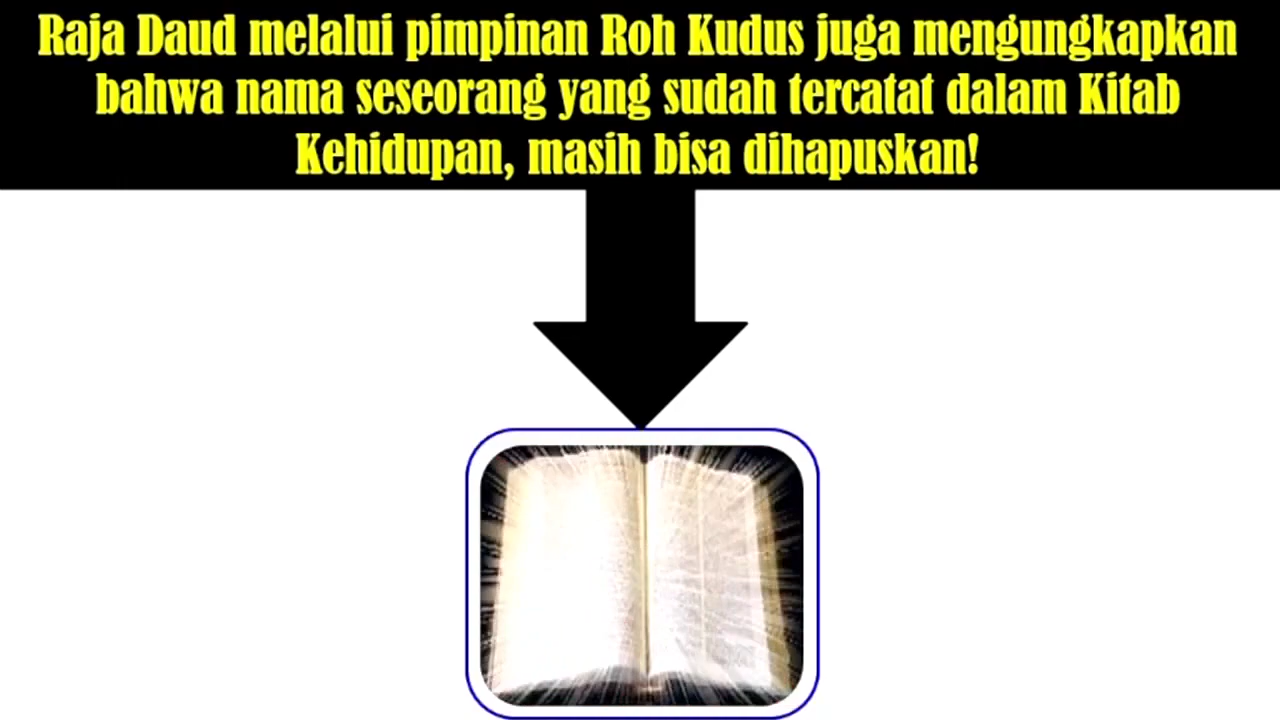 Raja Daud melalui pimpinan Roh Kudus juga mengungkapkan
bahwa nama seseorang yang sudah tercatat dalam Kitab
Kehidupan, masih bisa dihapuskan!